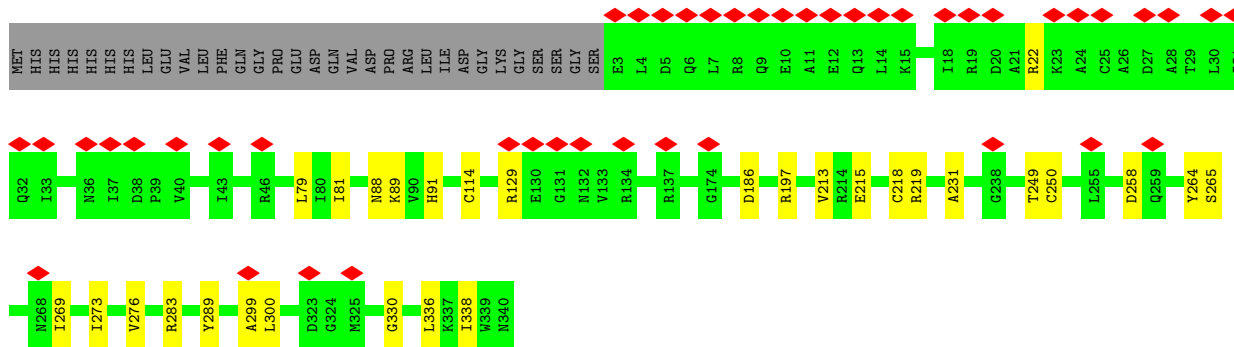 MET HIS HIS HIS HIS HIS HIS LEU GLU VAL LEU PHE GLN GLY PRO GLU ASP GLN VAL ASP PRO ARG LEU ILE ASP GLY LYS GLY SER SER GLY SER E3 L4 D5 Q6 L7 R8 Q9 E10 A11 E12 Q13 L14 K15 I18 R19 D20 A21 R22 K23 A24 C25 A26 D27 A28 T29 L30
Q32 I33 N36 I37 D38 P39 V40 I43 R46 L79 I80 I81 N88 K89 V90 H91 C114 R129 E130 G131 N132 V133 R134 R137 G174 D186 R197 V213 R214 E215 C218 R219 A231 G238 T249 C250 L255 D258 Q259 Y264 S265
N268 I269 I273 V276 R283 Y289 A299 L300 D323 G324 M325 G330 L336 K337 I338 W339 N340